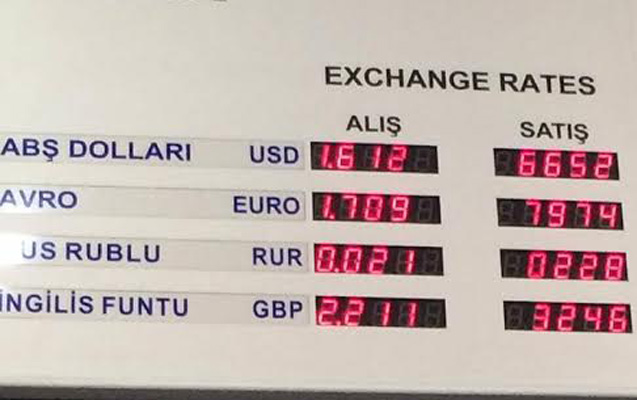 EXCHANGE RATES
ALIŞ SATIŞ
ABŞ DOLLARI USD 1.612 6652
AVRO EURO 1.709 7974
US RUBLU RUR 0.021 0228
İNGİLİS FUNTU GBP 2.211 3246